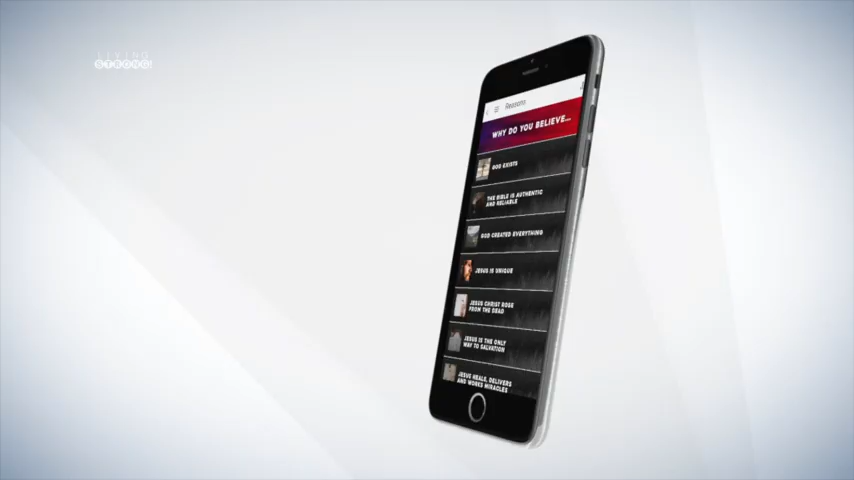 LIVING
STRONG!
Reasons
WHY DO YOU BELIEVE...
GOD EXISTS
THE BIBLE IS AUTHENTIC
AND RELIABLE
GOD CREATED EVERYTHING
JESUS IS UNIQUE
JESUS CHRIST ROSE
FROM THE DEAD
JESUS IS THE ONLY
WAY TO SALVATION
JESUS HEALS, DELIVERS
AND WORKS MIRACLES